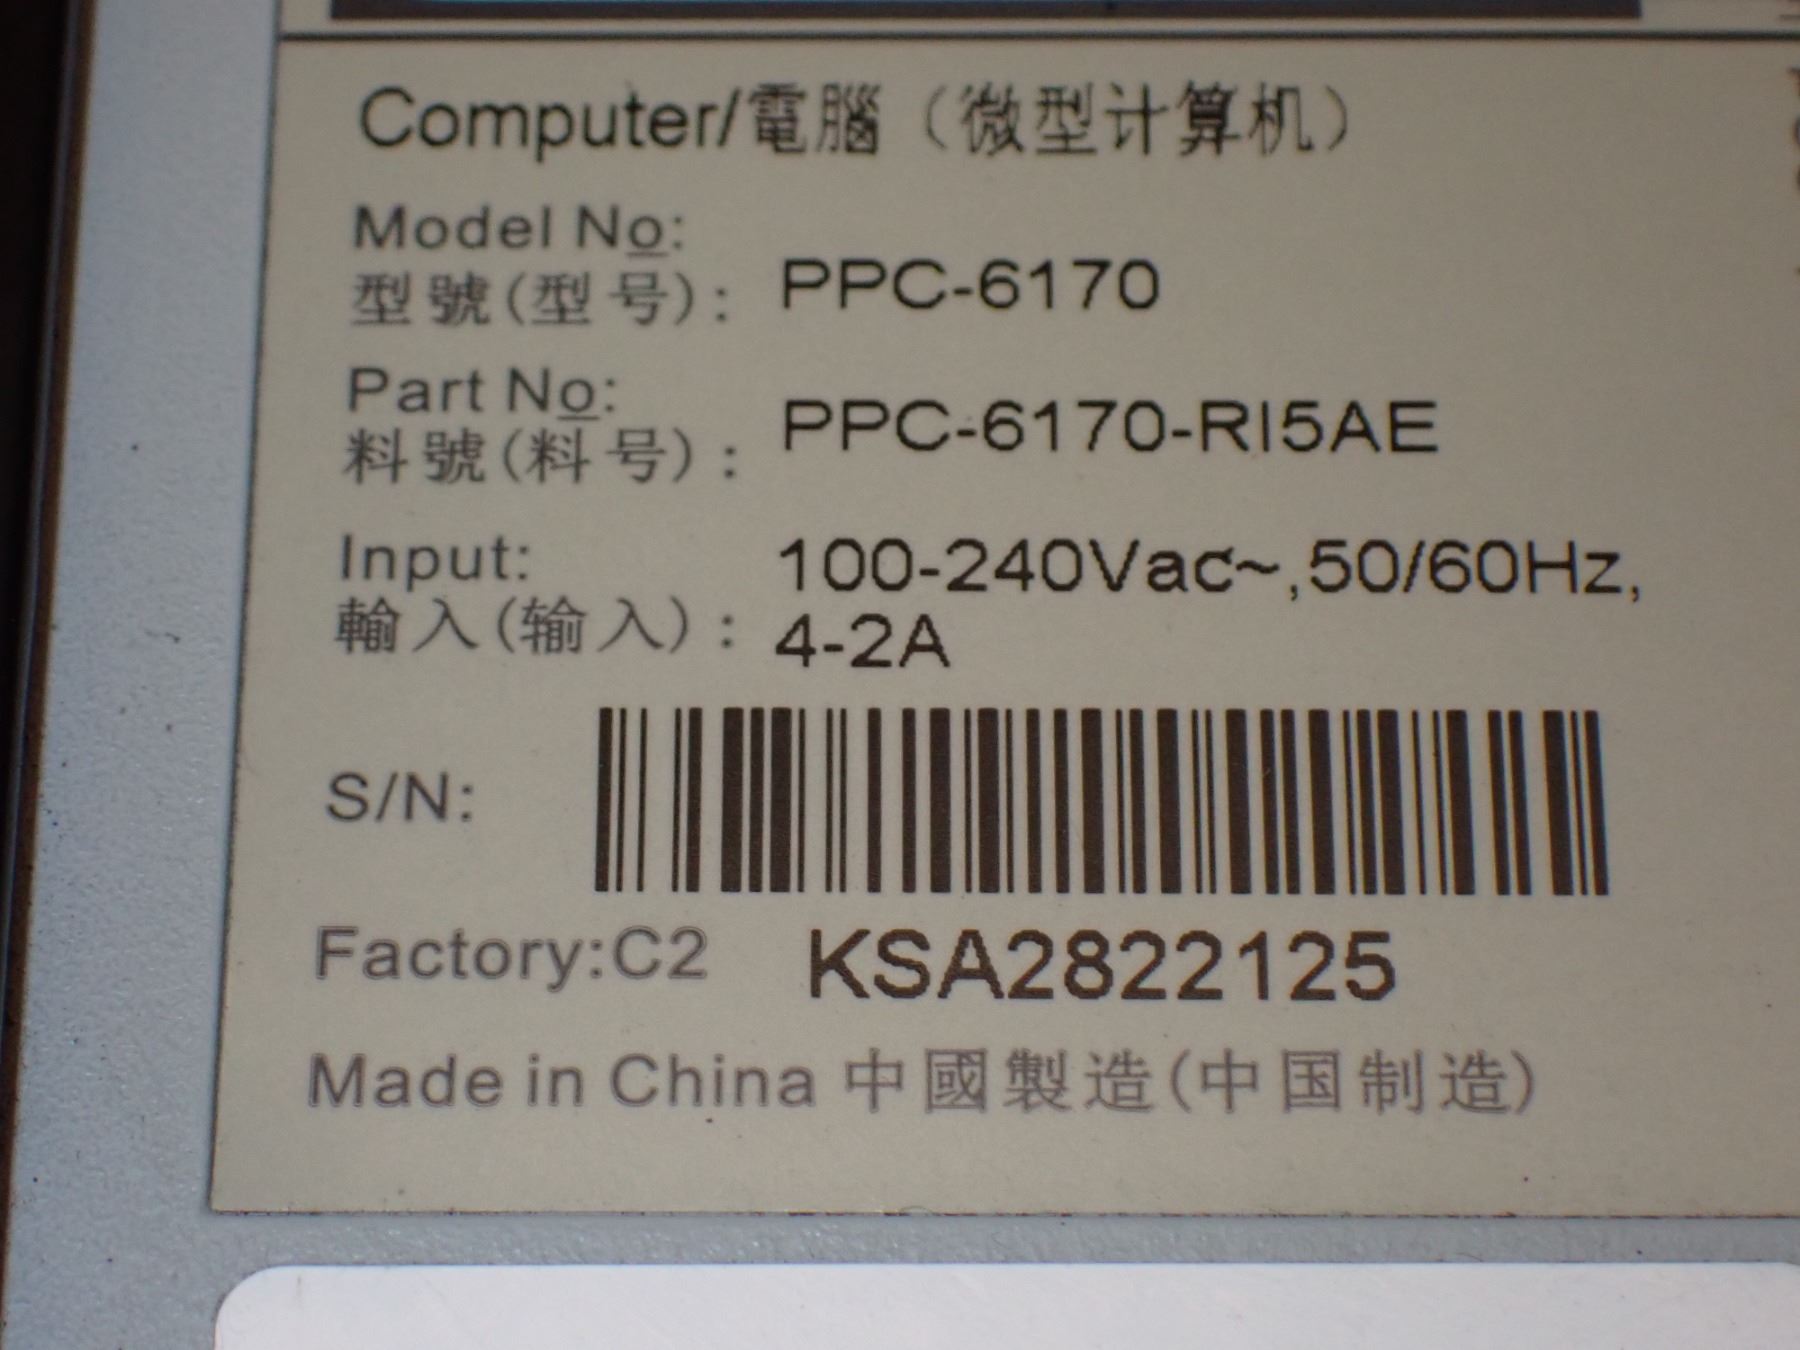 Computer/電腦（微型计算机）
Model No:
型號(型号): PPC-6170
Part No:
料號(料号): PPC-6170-RI5AE
Input: 100-240Vac~,50/60Hz,
輸入(输入): 4-2A
S/N:
Factory:C2 KSA2822125
Made in China 中國製造(中国制造)